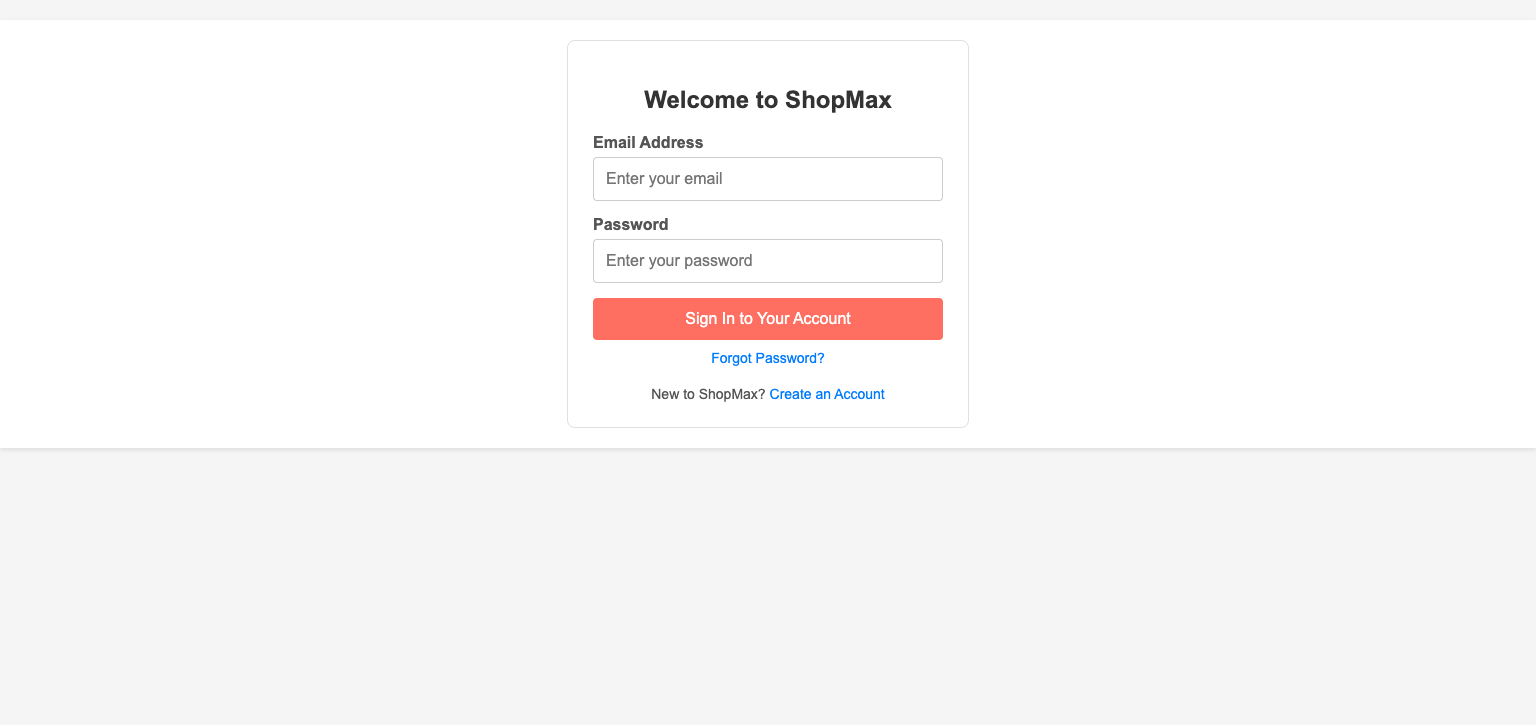 Welcome to ShopMax
Email Address
Enter your email
Password
Enter your password
Sign In to Your Account
Forgot Password?
New to ShopMax? Create an Account